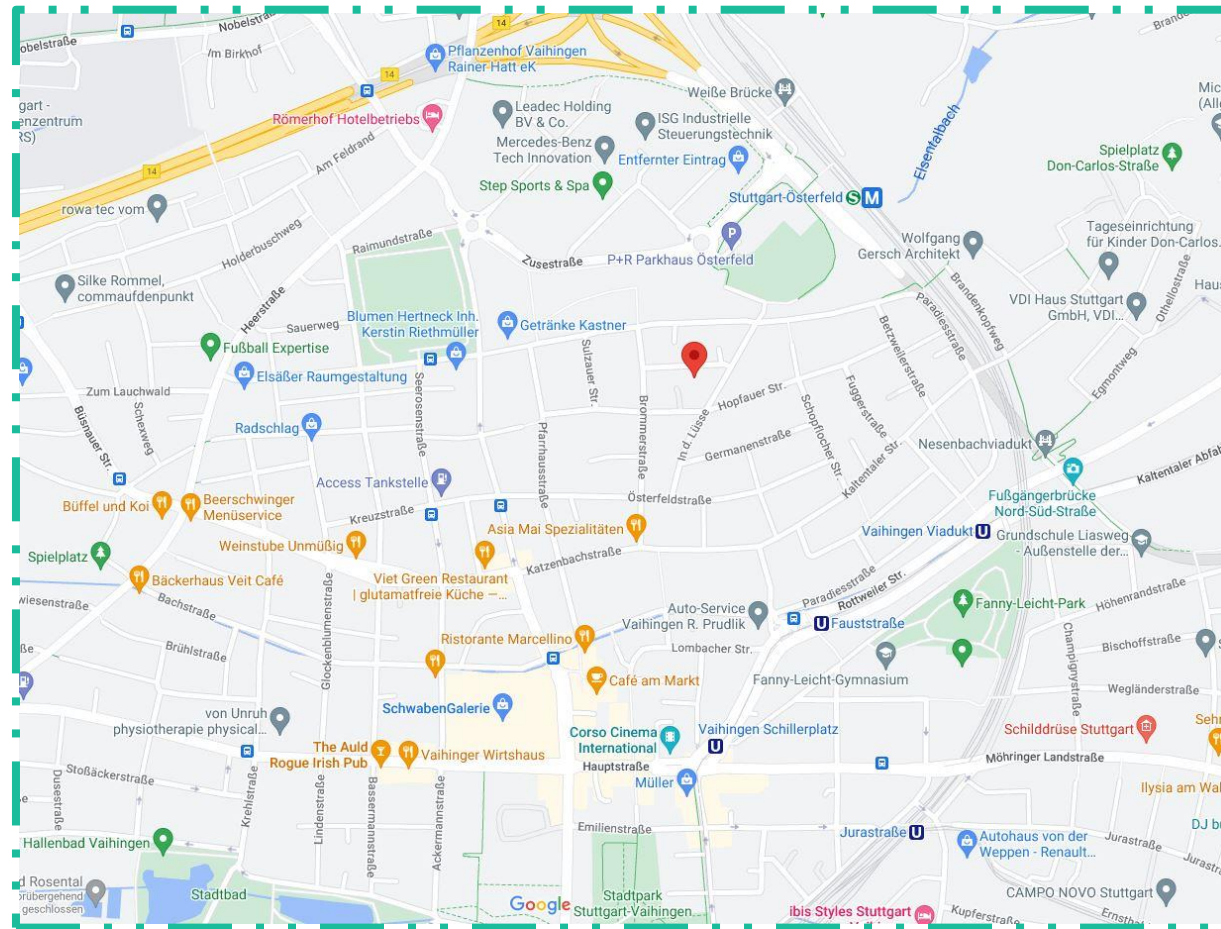 Nobelstraße
14
Im Birkhof
Pflanzenhof Vaihingen
Rainer Hatt eK
14
Weiße Brücke
Leadec Holding
BV & Co.
Römerhof Hotelbetriebs
ISG Industrielle
Steuerungstechnik
Elsentalbach
Am Feldrand
Mercedes-Benz
Tech Innovation
Entfernter Eintrag
Spielplatz
Don-Carlos-Straße
14
Step Sports & Spa
Stuttgart-Österfeld
S
M
rowa tec vom
P
Holderbuschweg
Raimundstraße
Wolfgang
Gersch Architekt
Tageseinrichtung
für Kinder Don-Carlos...
Zusestraße
P+R Parkhaus Österfeld
Silke Rommel,
commaufdenpunkt
Heerstraße
Brandenkopfweg
Othellostraße
VDI Haus Stuttgart
GmbH, VDI...
Paradiesstraße
Blumen Hertneck Inh.
Kerstin Riethmüller
Sauerweg
Getränke Kastner
Betzweilerstraße
Fußball Expertise
Sulzauer Str.
Elsäßer Raumgestaltung
Seerosenstraße
Egmontweg
Zum Lauchwald
Schexweg
Büsnauer Str.
Hopfauer Str.
Fuggerstraße
Brommerstraße
Schopflocher Str.
In d. Lüsse
Radschlag
Pfarrhausstraße
Germanenstraße
Nesenbachviadukt
Kaltentaler Str.
Kaltentaler Abfa
Access Tankstelle
Österfeldstraße
Büffel und Koi
Beerschwinger
Menüservice
Fußgängerbrücke
Nord-Süd-Straße
Kreuzstraße
Asia Mai Spezialitäten
Vaihingen Viadukt
U
Grundschule Liasweg
- Außenstelle der...
Weinstube Unmüßig
Katzenbachstraße
Spielplatz
Bäckerhaus Veit Café
Viet Green Restaurant
| glutamatfreie Küche —...
Paradiesstraße
Rottweiler Str.
Fanny-Leicht-Park
Höhenrandstraße
wiesenstraße
Bachstraße
Glockenblumenstraße
Auto-Service
Vaihingen R. Prudlik
U
Fauststraße
Champignystraße
Ristorante Marcellino
Brühlstraße
Lombacher Str.
Bischoffstraße
Café am Markt
Fanny-Leicht-Gymnasium
Weglanderstraße
SchwabenGalerie
von Unruh
physiotherapie physical...
Corso Cinema
International
Vaihingen Schillerplatz
U
Schilddrüse Stuttgart
The Auld
Rogue Irish Pub
Vaihinger Wirtshaus
Hauptstraße
Möhringer Landstraße
Stoßäckerstraße
Dusestraße
Krehlstraße
Lindenstraße
Bassermannstraße
Ackermannstraße
Müller
Ilysia am Wal
Emilienstraße
Jurastraße
U
Hallenbad Vaihingen
Autohaus von der
Weppen - Renault...
Jurastraße
Jurastra
Stadtbad
Google
Stadtpark
Stuttgart-Vaihingen
CAMPO NOVO Stuttgart
ibis Styles Stuttgart
Kupferstraße
Rosental
geschlossen